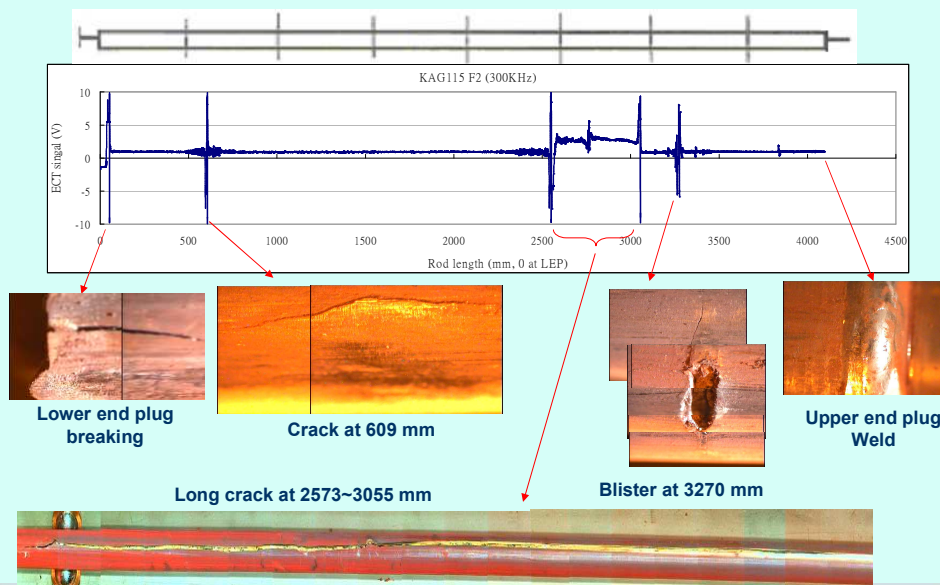 KAG115 F2 (300KHz)
10
5
0
-5
-10
ECT singal (V)
0
500
1000
1500
2000
2500
3000
3500
4000
4500
Rod length (mm, 0 at LEP)
Lower end plug
breaking
Crack at 609 mm
Long crack at 2573~3055 mm
Blister at 3270 mm
Upper end plug
Weld